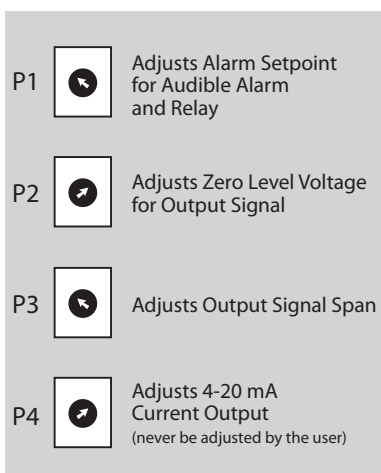 P1
Adjusts Alarm Setpoint
for Audible Alarm
and Relay
P2
Adjusts Zero Level Voltage
for Output Signal
P3
Adjusts Output Signal Span
P4
Adjusts 4-20 mA
Current Output
(never be adjusted by the user)